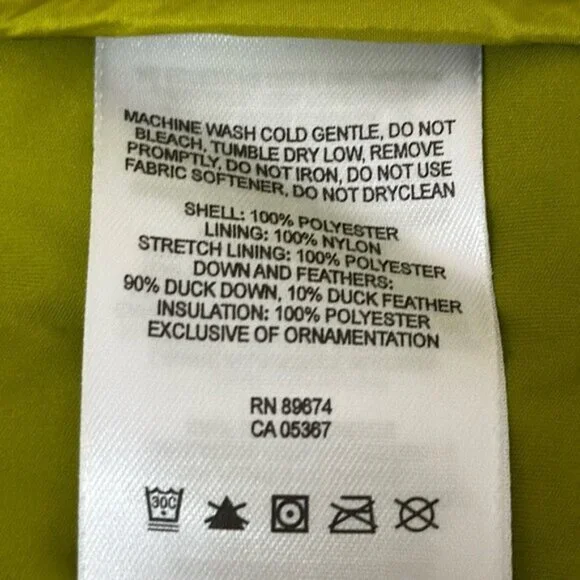 MACHINE WASH COLD GENTLE, DO NOT
BLEACH, TUMBLE DRY LOW, REMOVE
PROMPTLY, DO NOT IRON, DO NOT USE
FABRIC SOFTENER, DO NOT DRYCLEAN
SHELL: 100% POLYESTER
LINING: 100% NYLON
STRETCH LINING: 100% POLYESTER
DOWN AND FEATHERS:
90% DUCK DOWN, 10% DUCK FEATHER
INSULATION: 100% POLYESTER
EXCLUSIVE OF ORNAMENTATION
RN 89674
CA 05367
30C